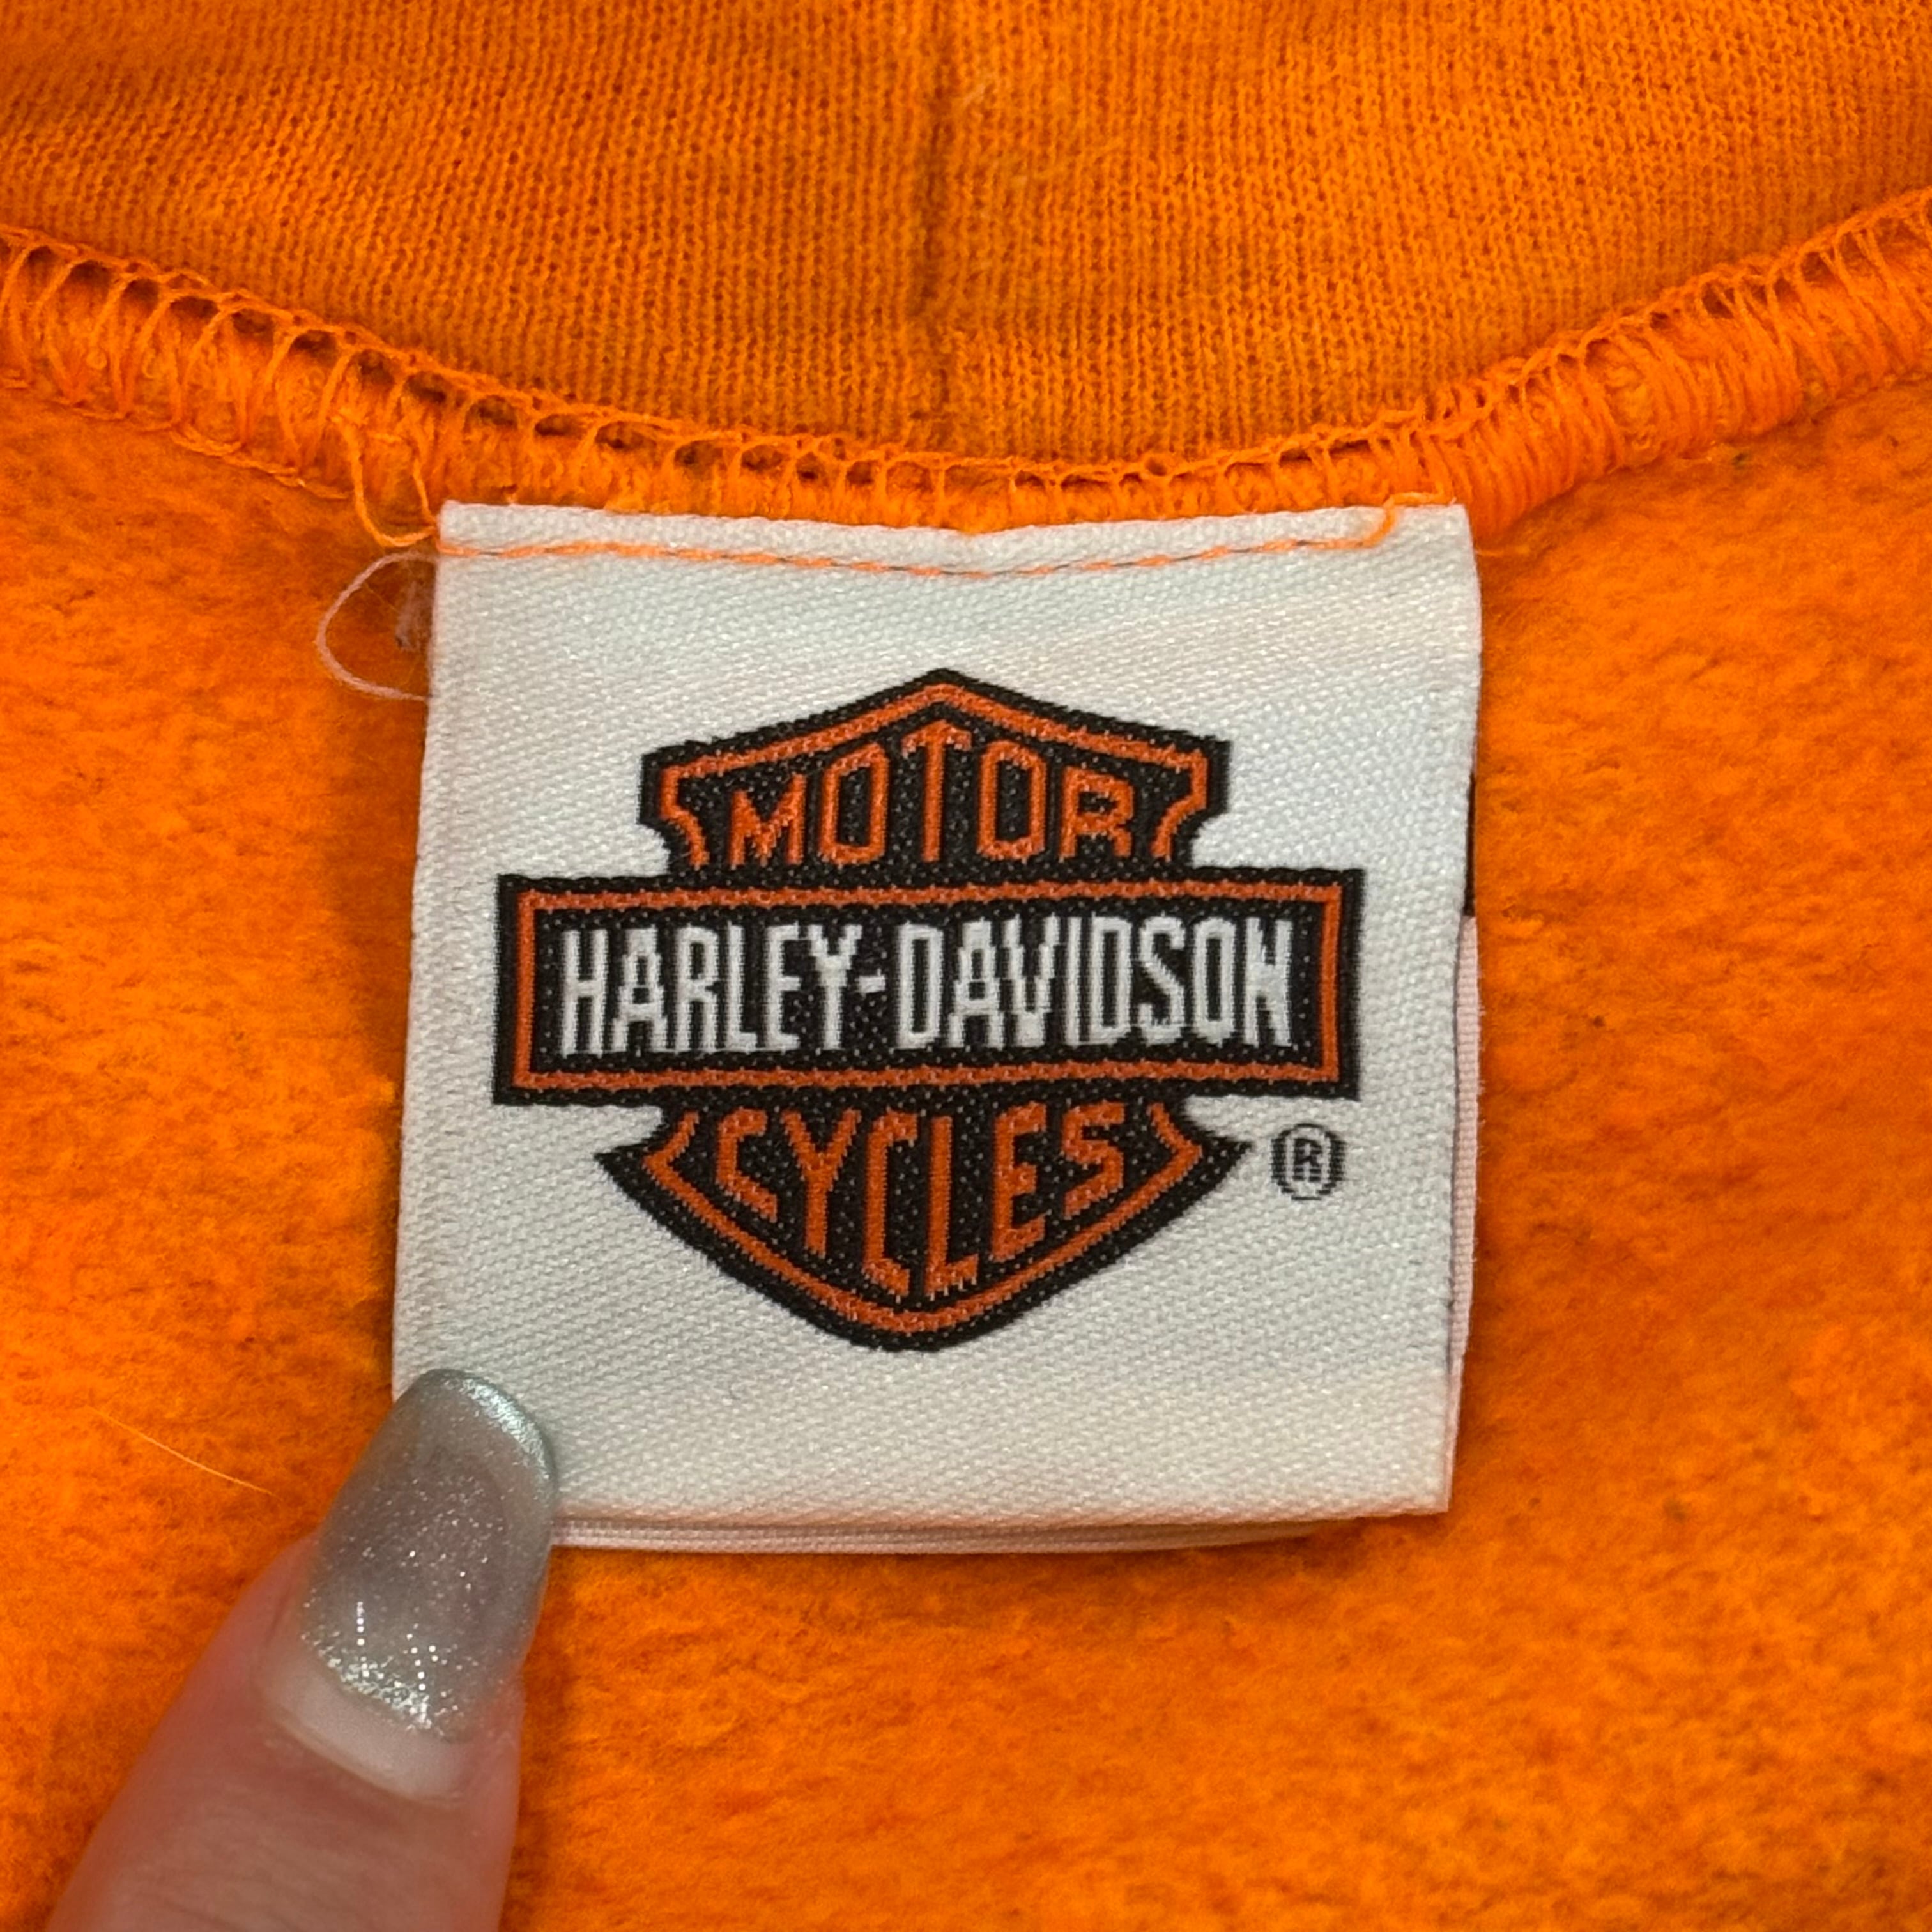 MOTOR
HARLEY-DAVIDSON
CYCLES
®